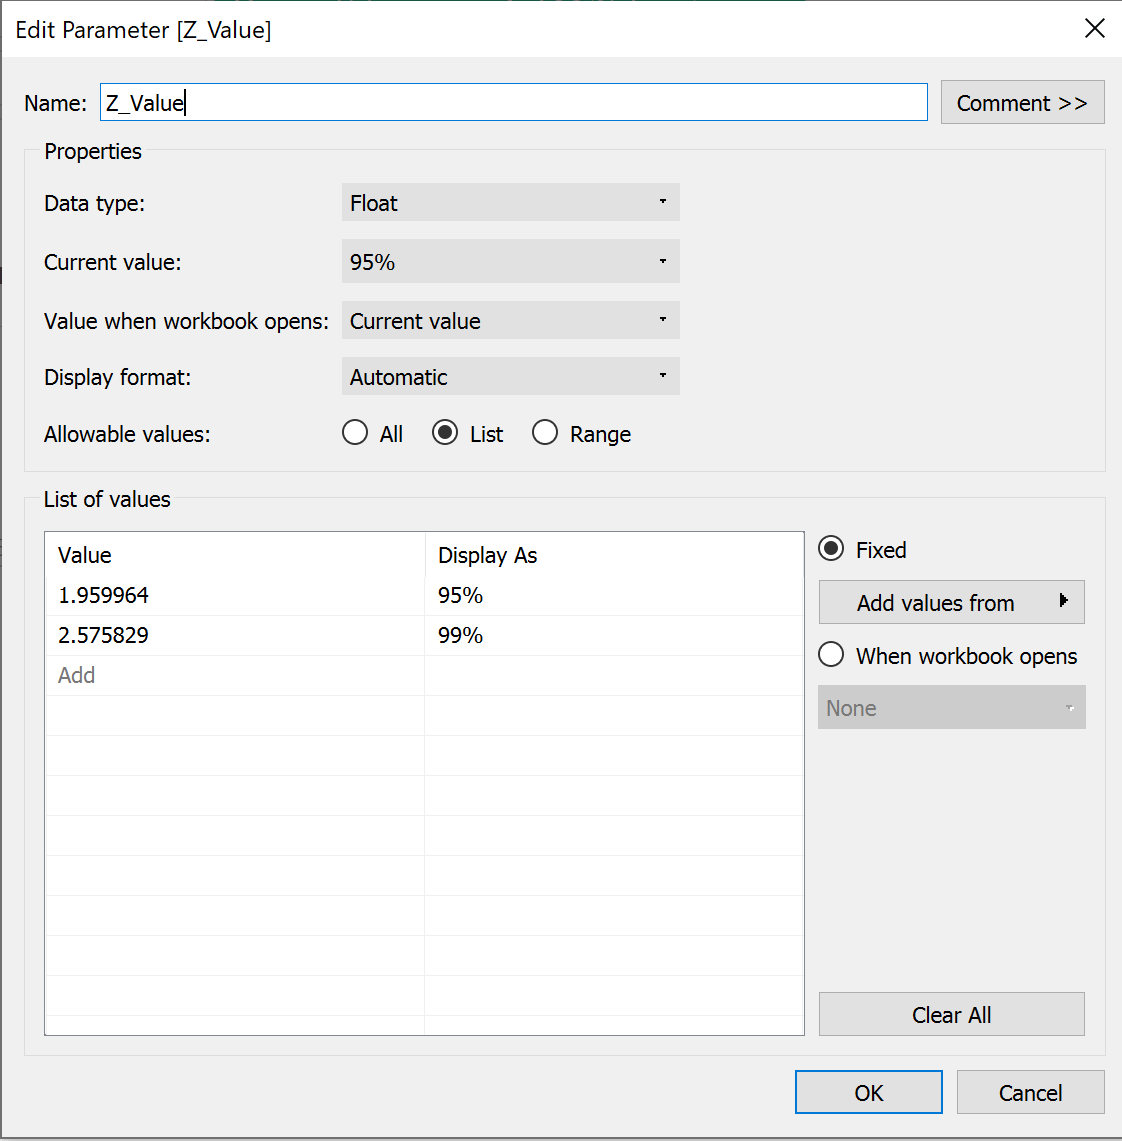 Edit Parameter [Z_Value]
Name: Z_Value Comment >>
Properties
Data type: Float
Current value: 95%
Value when workbook opens: Current value
Display format: Automatic
Allowable values: All List Range
List of values
Value Display As
1.959964 95%
2.575829 99%
Add
Fixed
Add values from
When workbook opens
None
Clear All
OK Cancel